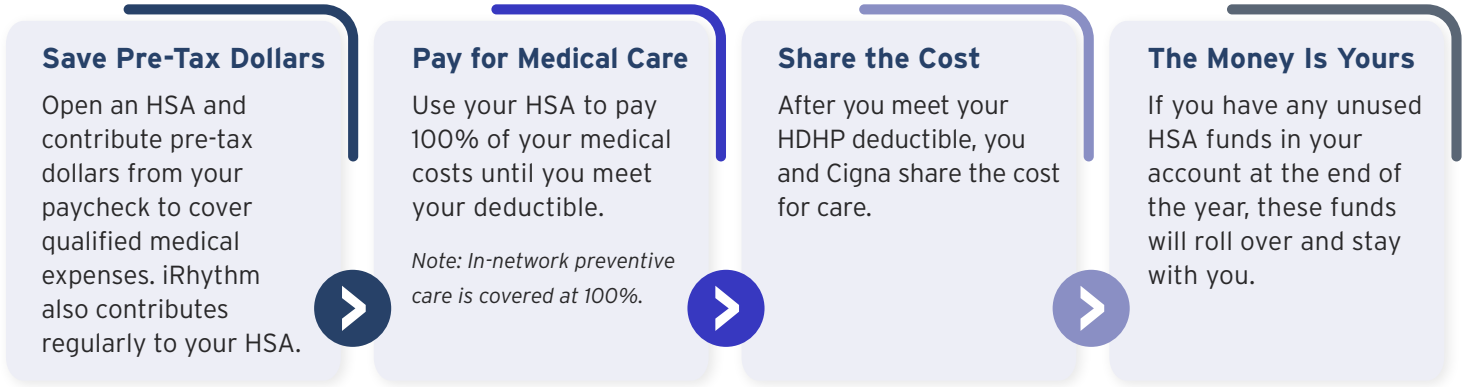 Save Pre-Tax Dollars
Open an HSA and
contribute pre-tax
dollars from your
paycheck to cover
qualified medical
expenses. iRhythm
also contributes
regularly to your HSA.
Pay for Medical Care
Use your HSA to pay
100% of your medical
costs until you meet
your deductible.
Note: In-network preventive
care is covered at 100%.
Share the Cost
After you meet your
HDHP deductible, you
and Cigna share the cost
for care.
The Money Is Yours
If you have any unused
HSA funds in your
account at the end of
the year, these funds
will roll over and stay
with you.